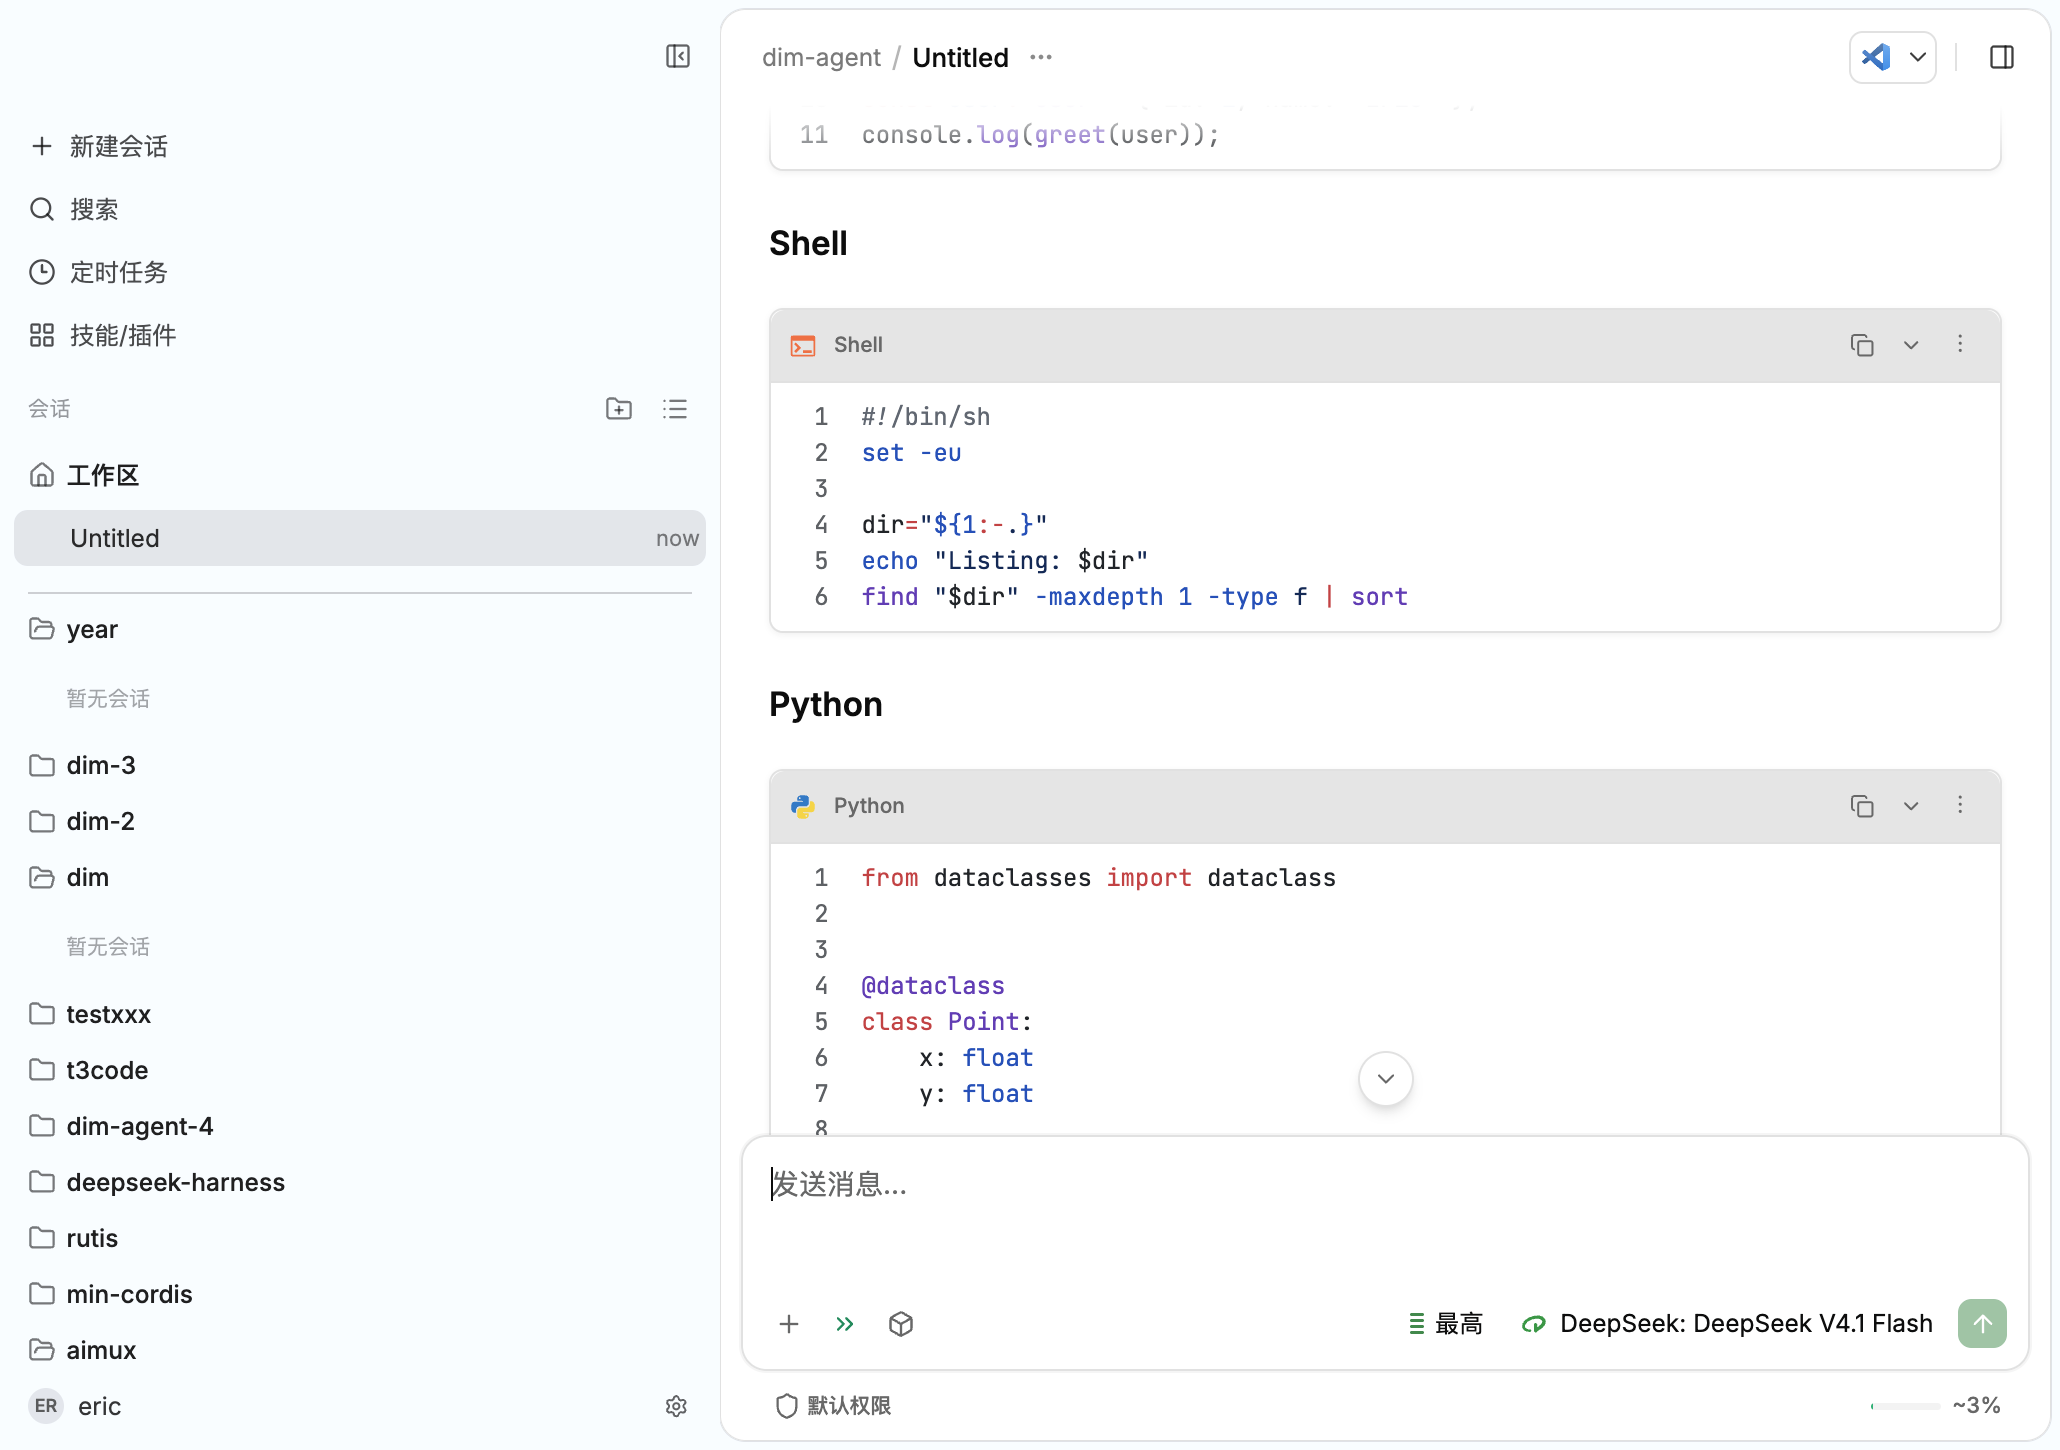 新建会话
搜索
定时任务
技能/插件
会话
工作区
Untitled now
year
暂无会话
dim-3
dim-2
dim
暂无会话
testxxx
t3code
dim-agent-4
deepseek-harness
rutis
min-cordis
aimux
ER eric
dim-agent / Untitled ···
11 console.log(greet(user));
Shell
Shell
1 #!/bin/sh
2 set -eu
3
4 dir="${1:-.}"
5 echo "Listing: $dir"
6 find "$dir" -maxdepth 1 -type f | sort
Python
Python
1 from dataclasses import dataclass
2
3
4 @dataclass
5 class Point:
6     x: float
7     y: float
8
发送消息...
最高 DeepSeek: DeepSeek V4.1 Flash
默认权限 ~3%